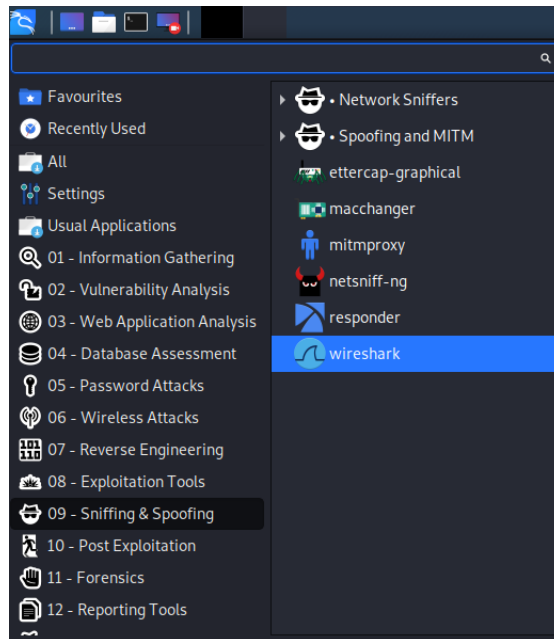 Favourites
Recently Used
All
Settings
Usual Applications
01 - Information Gathering
02 - Vulnerability Analysis
03 - Web Application Analysis
04 - Database Assessment
05 - Password Attacks
06 - Wireless Attacks
07 - Reverse Engineering
08 - Exploitation Tools
09 - Sniffing & Spoofing
10 - Post Exploitation
11 - Forensics
12 - Reporting Tools
• Network Sniffers
• Spoofing and MITM
ettercap-graphical
macchanger
mitmproxy
netsniff-ng
responder
wireshark